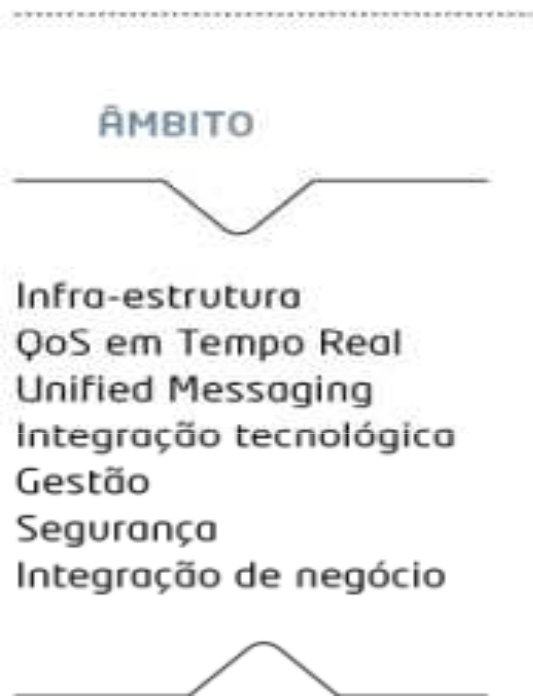 ÂMBITO
Infra-estrutura
QoS em Tempo Real
Unified Messaging
Integração tecnológica
Gestão
Segurança
Integração de negócio